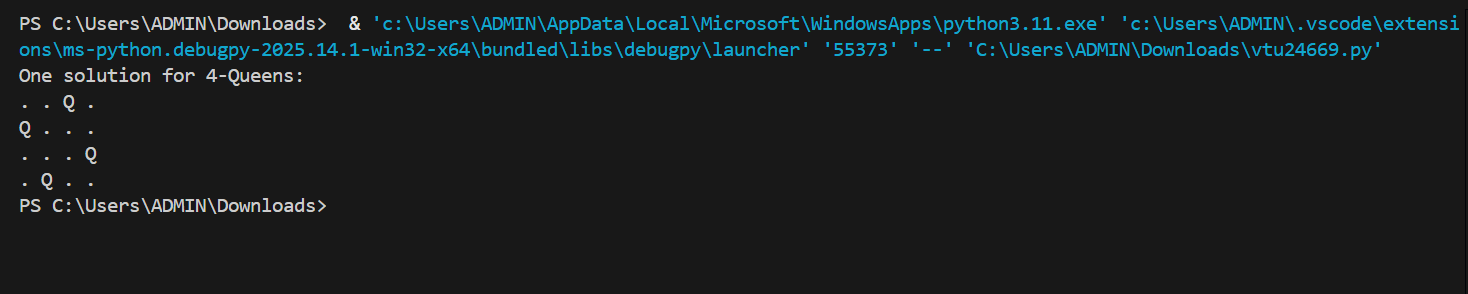 PS C:\Users\ADMIN\Downloads>  & 'c:\Users\ADMIN\AppData\Local\Microsoft\WindowsApps\python3.11.exe' 'c:\Users\ADMIN\.vscode\extensi
ons\ms-python.debugpy-2025.14.1-win32-x64\bundled\libs\debugpy\launcher' '55373' '--' 'C:\Users\ADMIN\Downloads\vtu24669.py'
One solution for 4-Queens:
. . Q .
Q . . .
. . . Q
. Q . .
PS C:\Users\ADMIN\Downloads>